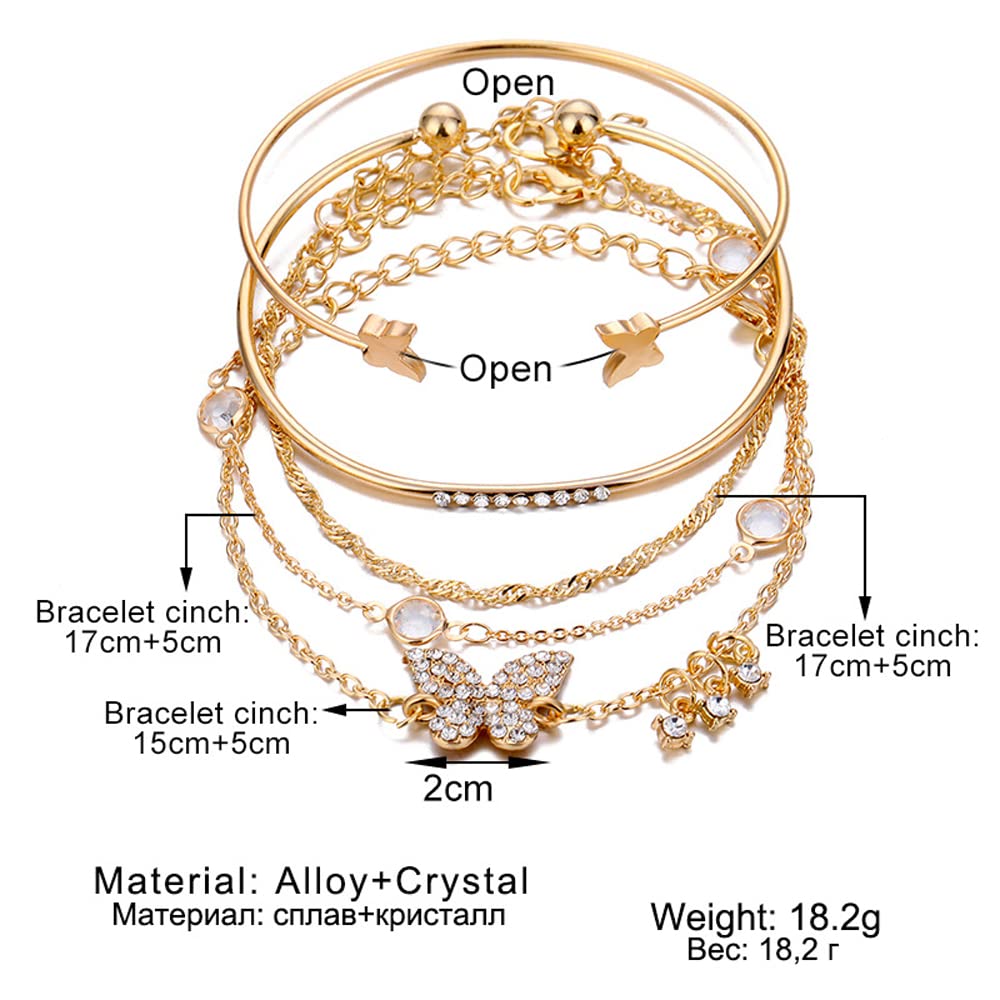 Open
Open
Bracelet cinch:
17cm+5cm
Bracelet cinch:
17cm+5cm
Bracelet cinch:
15cm+5cm
2cm
Material: Alloy+Crystal
Материал: сплав+кристалл
Weight: 18.2g
Вес: 18,2 г